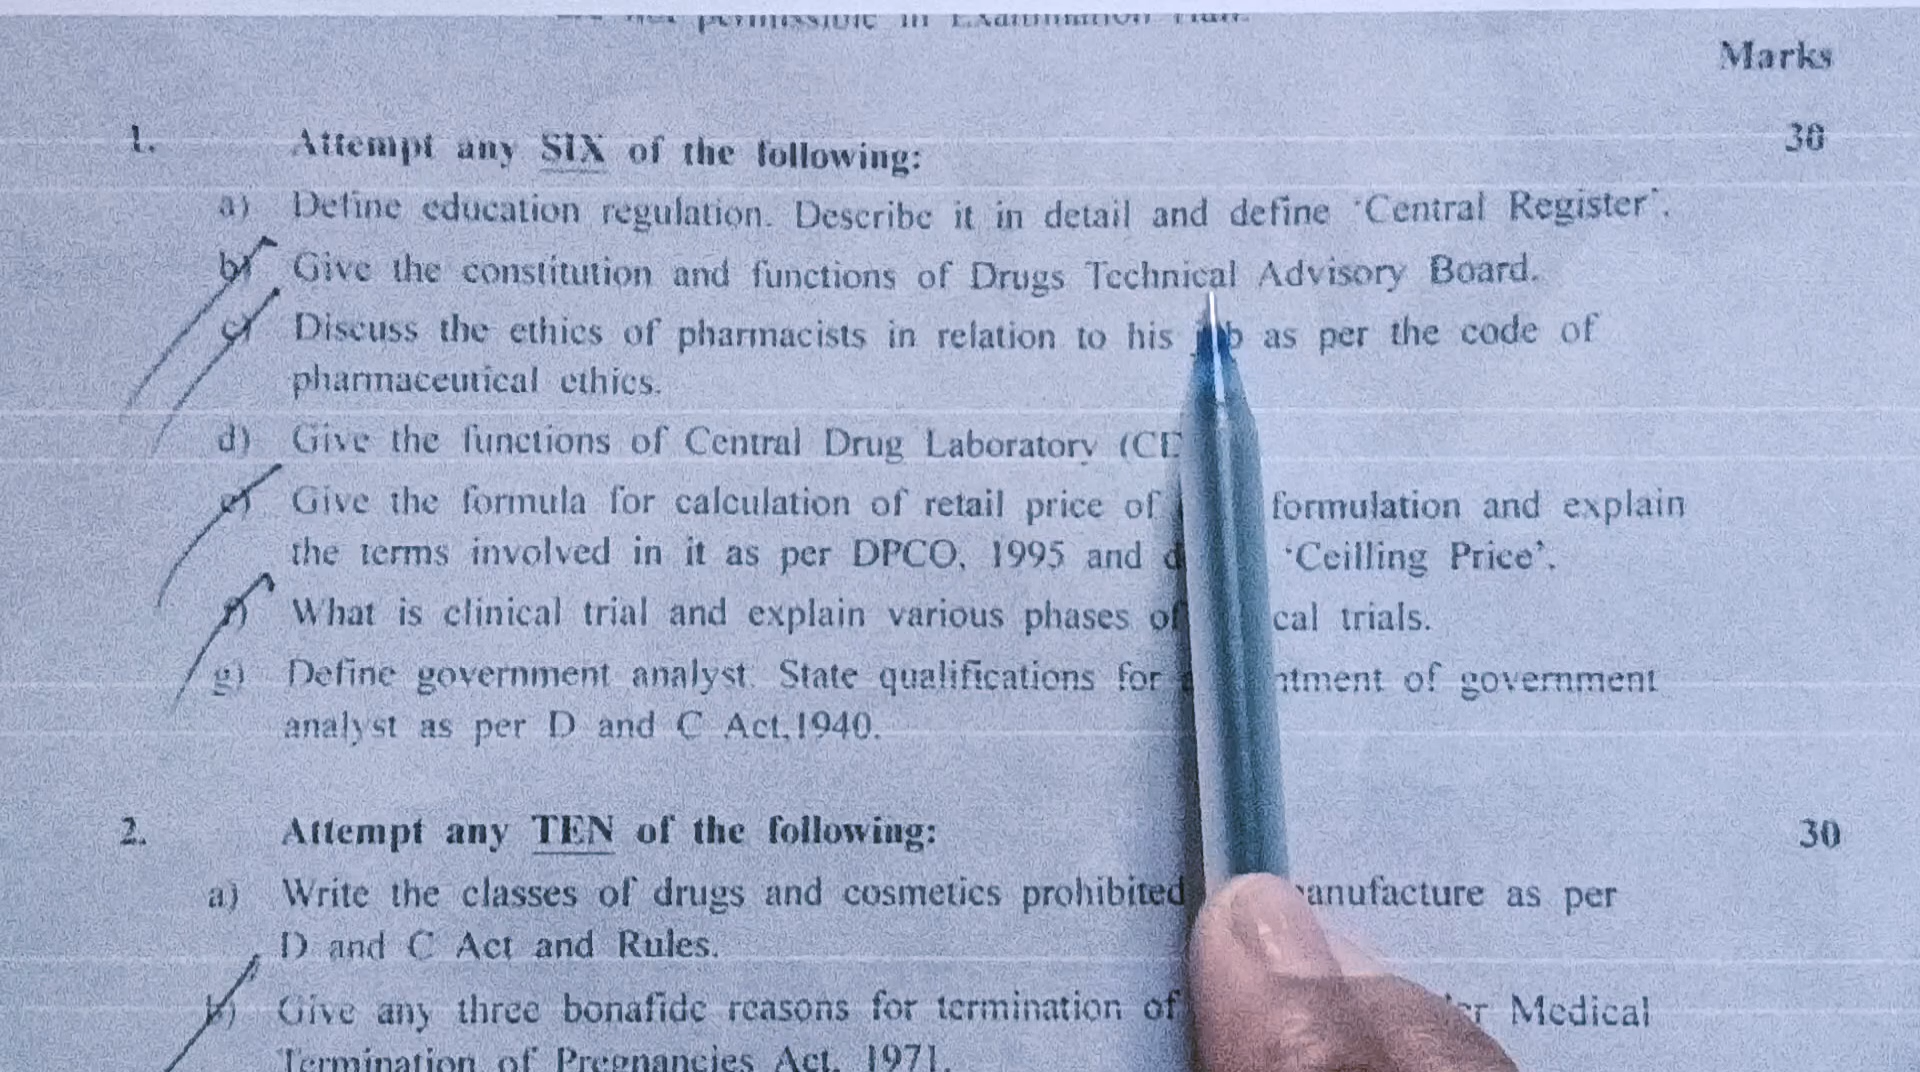 permissible in Examination Hall.
Marks
1. Attempt any SIX of the following: 30
a) Define education regulation. Describe it in detail and define 'Central Register'.
b) Give the constitution and functions of Drugs Technical Advisory Board.
c) Discuss the ethics of pharmacists in relation to his as per the code of
pharmaceutical ethics.
d) Give the functions of Central Drug Laboratory
e) Give the formula for calculation of retail price of formulation and explain
the terms involved in it as per DPCO, 1995 and 'Ceilling Price'.
f) What is clinical trial and explain various phases of cal trials.
g) Define government analyst. State qualifications for ntment of government
analyst as per D and C Act,1940.
2. Attempt any TEN of the following: 30
a) Write the classes of drugs and cosmetics prohibited anufacture as per
D and C Act and Rules.
b) Give any three bonafide reasons for termination of Medical
Termination of Pregnancies Act, 1971.